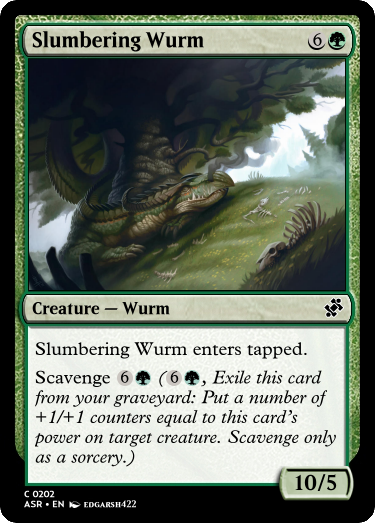 Slumbering Wurm 6
Creature — Wurm
Slumbering Wurm enters tapped.
Scavenge 6 (6, Exile this card
from your graveyard: Put a number of
+1/+1 counters equal to this card's
power on target creature. Scavenge only
as a sorcery.)
10/5
C 0202
ASR • EN EDGARSH422